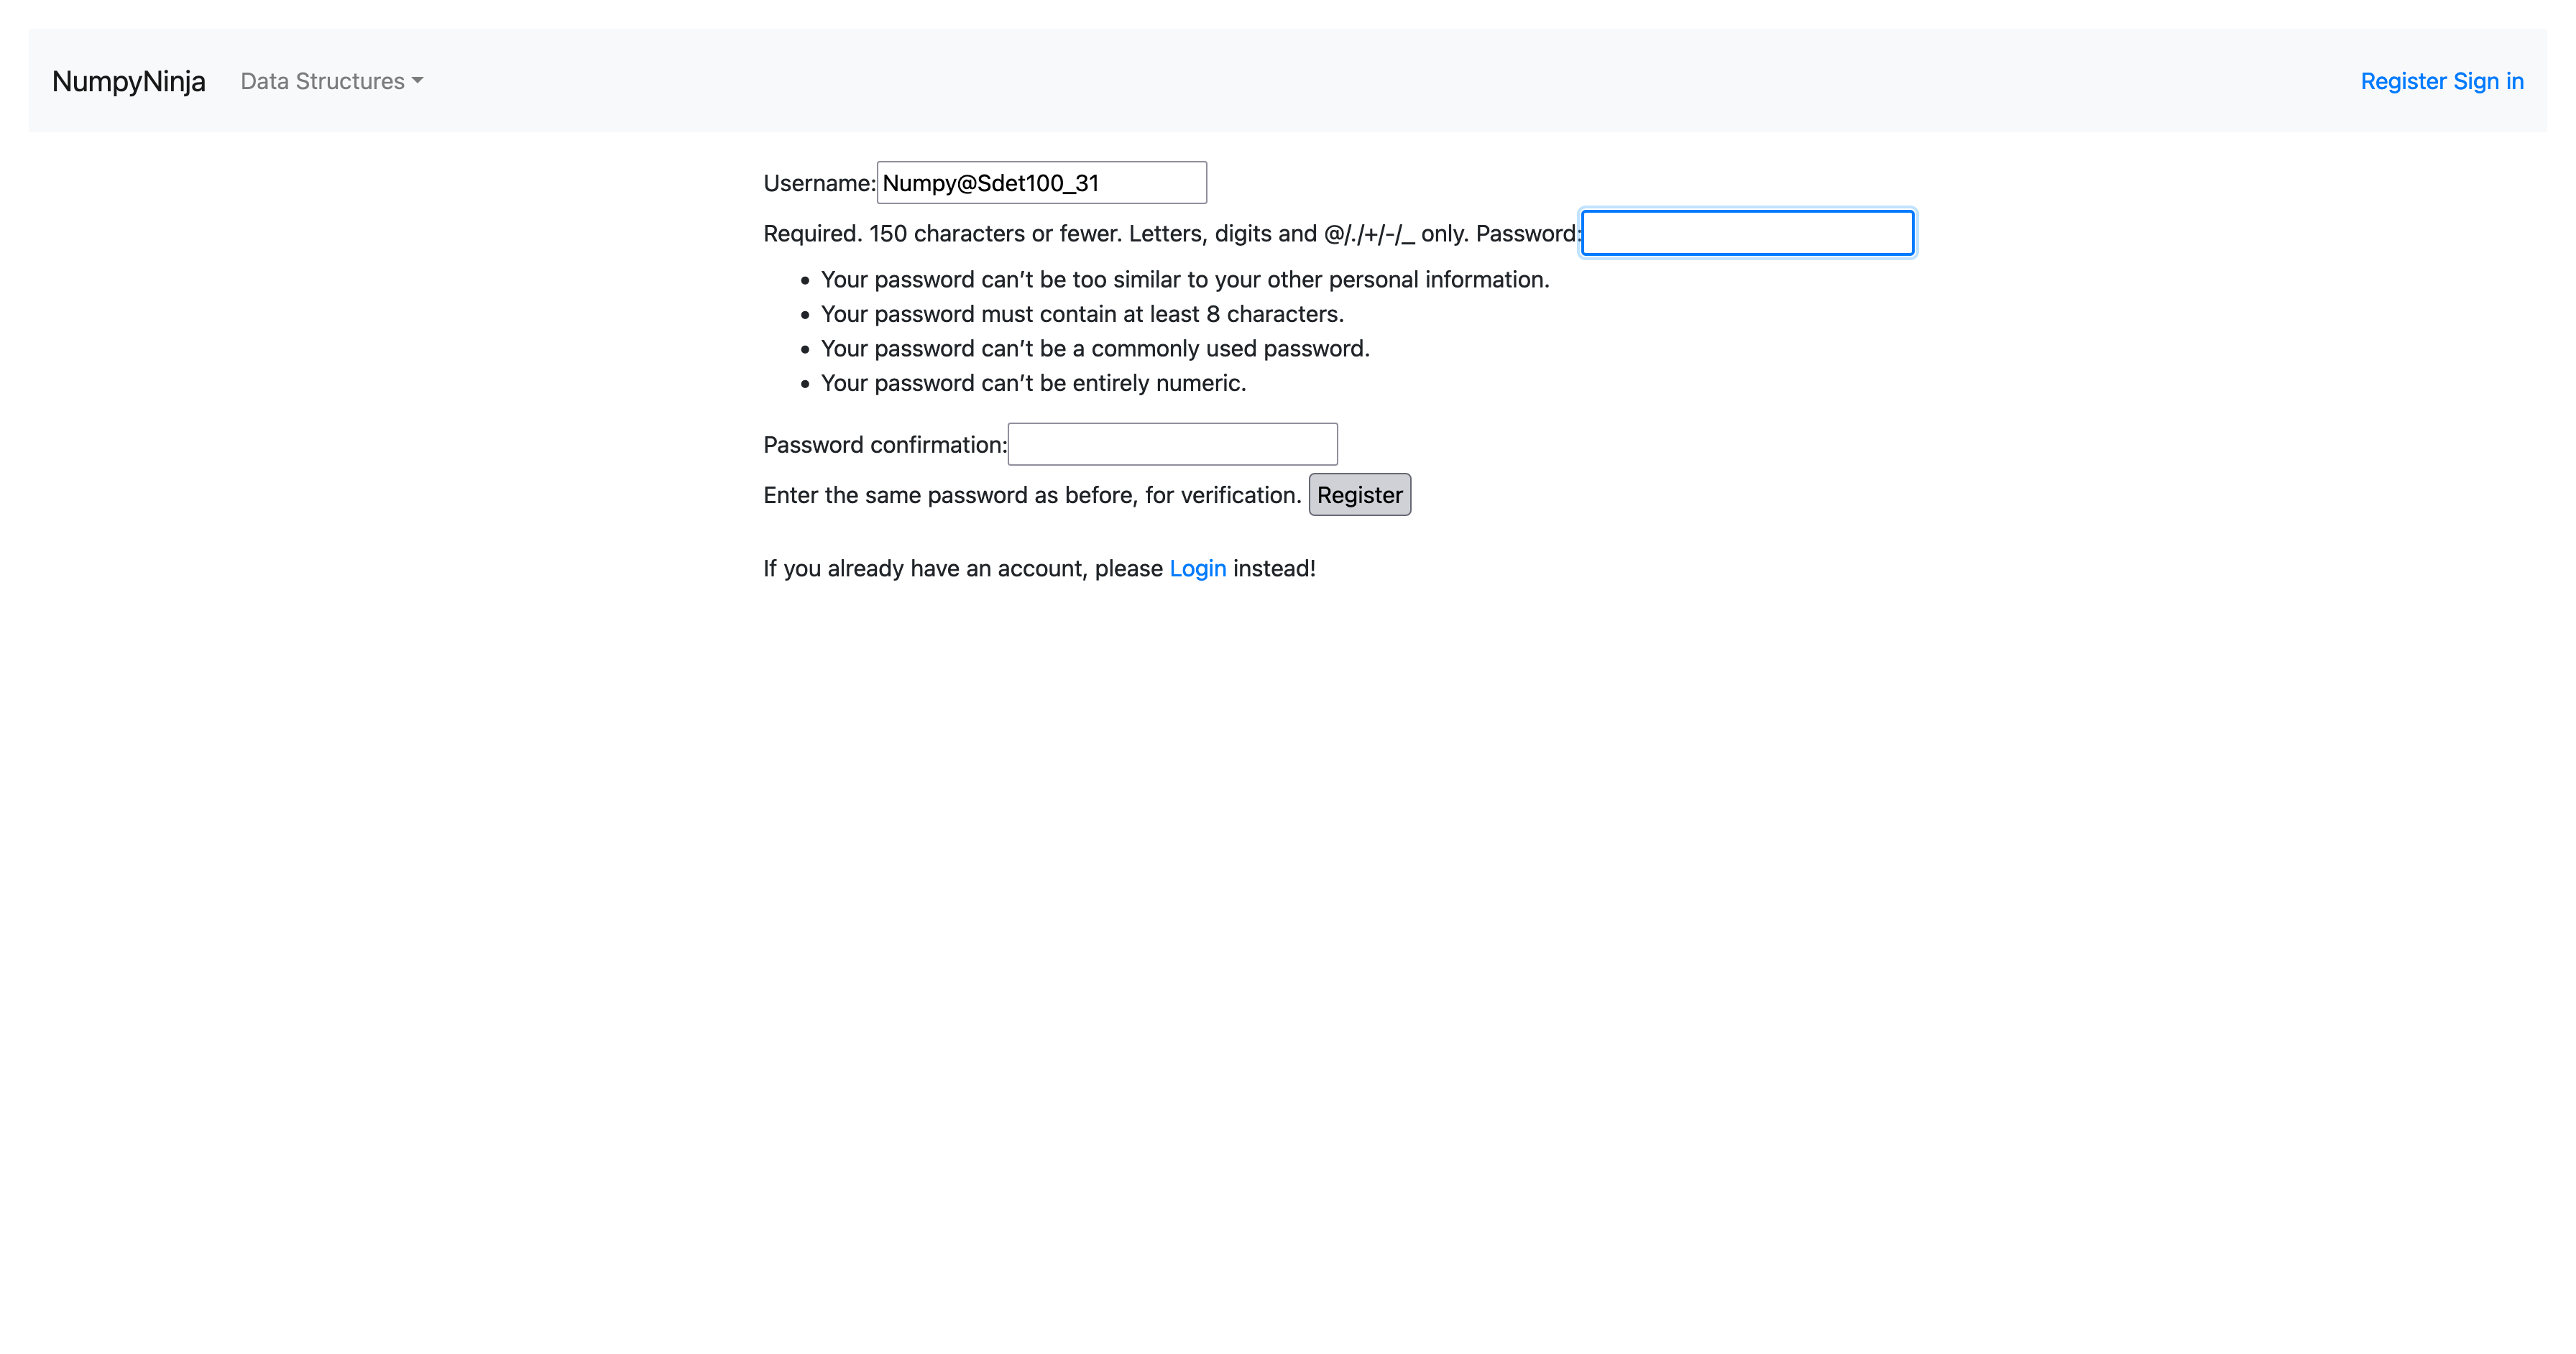 NumpyNinja Data Structures Register Sign in
Username: Numpy@Sdet100_31
Required. 150 characters or fewer. Letters, digits and @/./+/-/_ only. Password:
• Your password can’t be too similar to your other personal information.
• Your password must contain at least 8 characters.
• Your password can’t be a commonly used password.
• Your password can’t be entirely numeric.
Password confirmation:
Enter the same password as before, for verification. Register
If you already have an account, please Login instead!